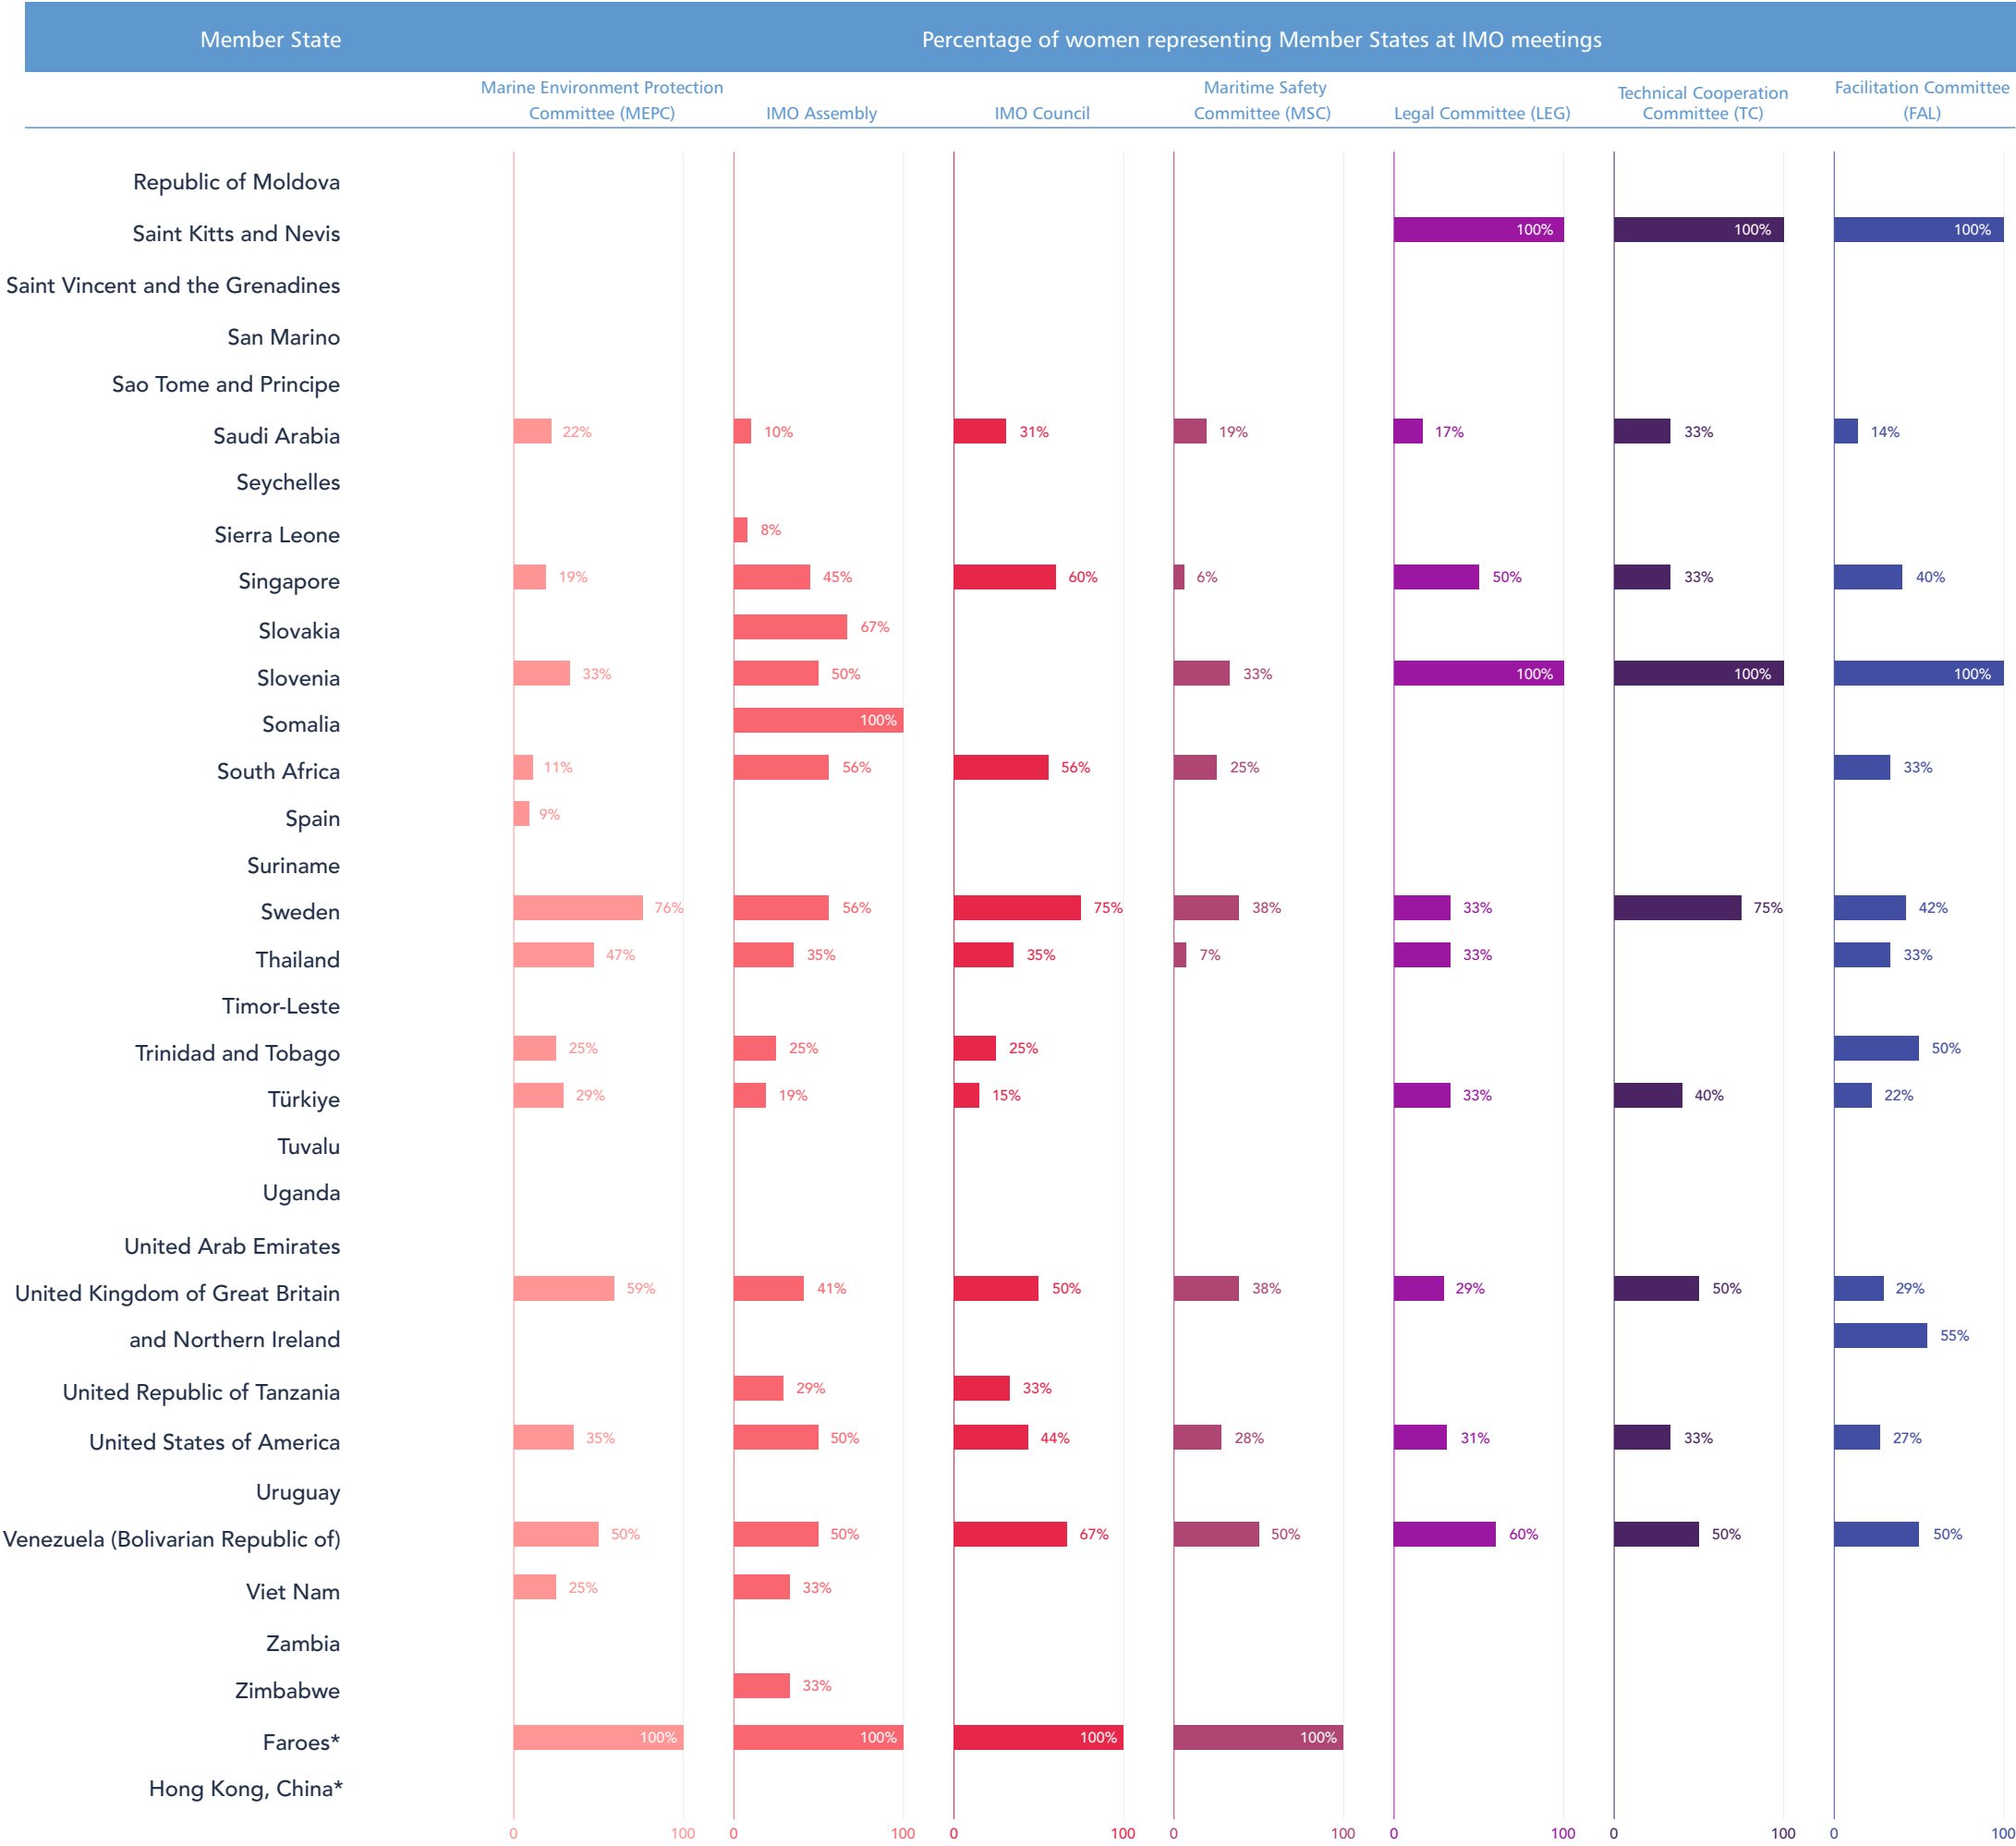 Member State Percentage of women representing Member States at IMO meetings
Marine Environment Protection Committee (MEPC) IMO Assembly IMO Council Maritime Safety Committee (MSC) Legal Committee (LEG) Technical Cooperation Committee (TC) Facilitation Committee (FAL)
Republic of Moldova
Saint Kitts and Nevis 100% 100% 100%
Saint Vincent and the Grenadines
San Marino
Sao Tome and Principe
Saudi Arabia 22% 10% 31% 19% 17% 33% 14%
Seychelles
Sierra Leone 8%
Singapore 19% 45% 60% 6% 50% 33% 40%
Slovakia 67%
Slovenia 33% 50% 33% 100% 100% 100%
Somalia 100%
South Africa 11% 56% 56% 25% 33%
Spain 9%
Suriname
Sweden 76% 56% 75% 38% 33% 75% 42%
Thailand 47% 35% 35% 7% 33% 33%
Timor-Leste
Trinidad and Tobago 25% 25% 25% 50%
Türkiye 29% 19% 15% 33% 40% 22%
Tuvalu
Uganda
United Arab Emirates
United Kingdom of Great Britain 59% 41% 50% 38% 29% 50% 29%
and Northern Ireland 55%
United Republic of Tanzania 29% 33%
United States of America 35% 50% 44% 28% 31% 33% 27%
Uruguay
Venezuela (Bolivarian Republic of) 50% 50% 67% 50% 60% 50% 50%
Viet Nam 25% 33%
Zambia
Zimbabwe 33%
Faroes* 100% 100% 100% 100%
Hong Kong, China*
0 100 0 100 0 100 0 100 0 100 0 100 0 100